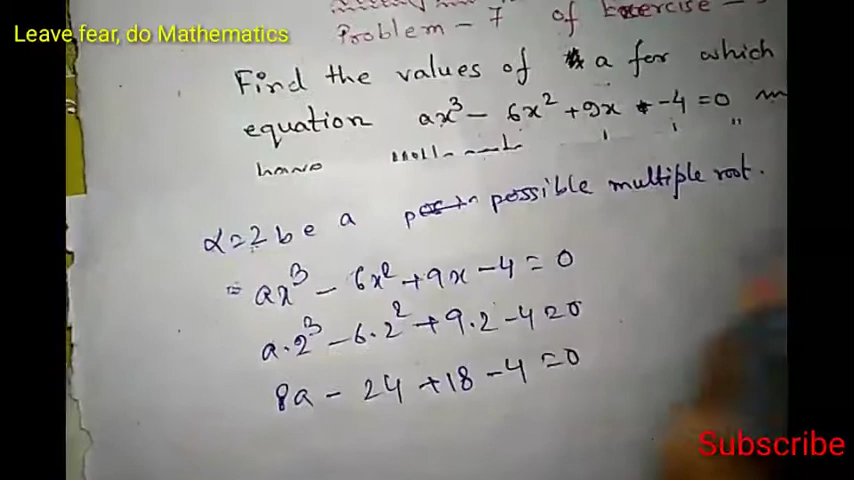 Leave fear, do Mathematics
Problem - 7 of Exercise -
Find the values of a for which
equation ax³ - 6x² + 9x - 4 = 0
have
α = 2 be a possible multiple root.
= ax³ - 6x² + 9x - 4 = 0
a.2³ - 6.2² + 9.2 - 4 = 0
8a - 24 + 18 - 4 = 0
Subscribe